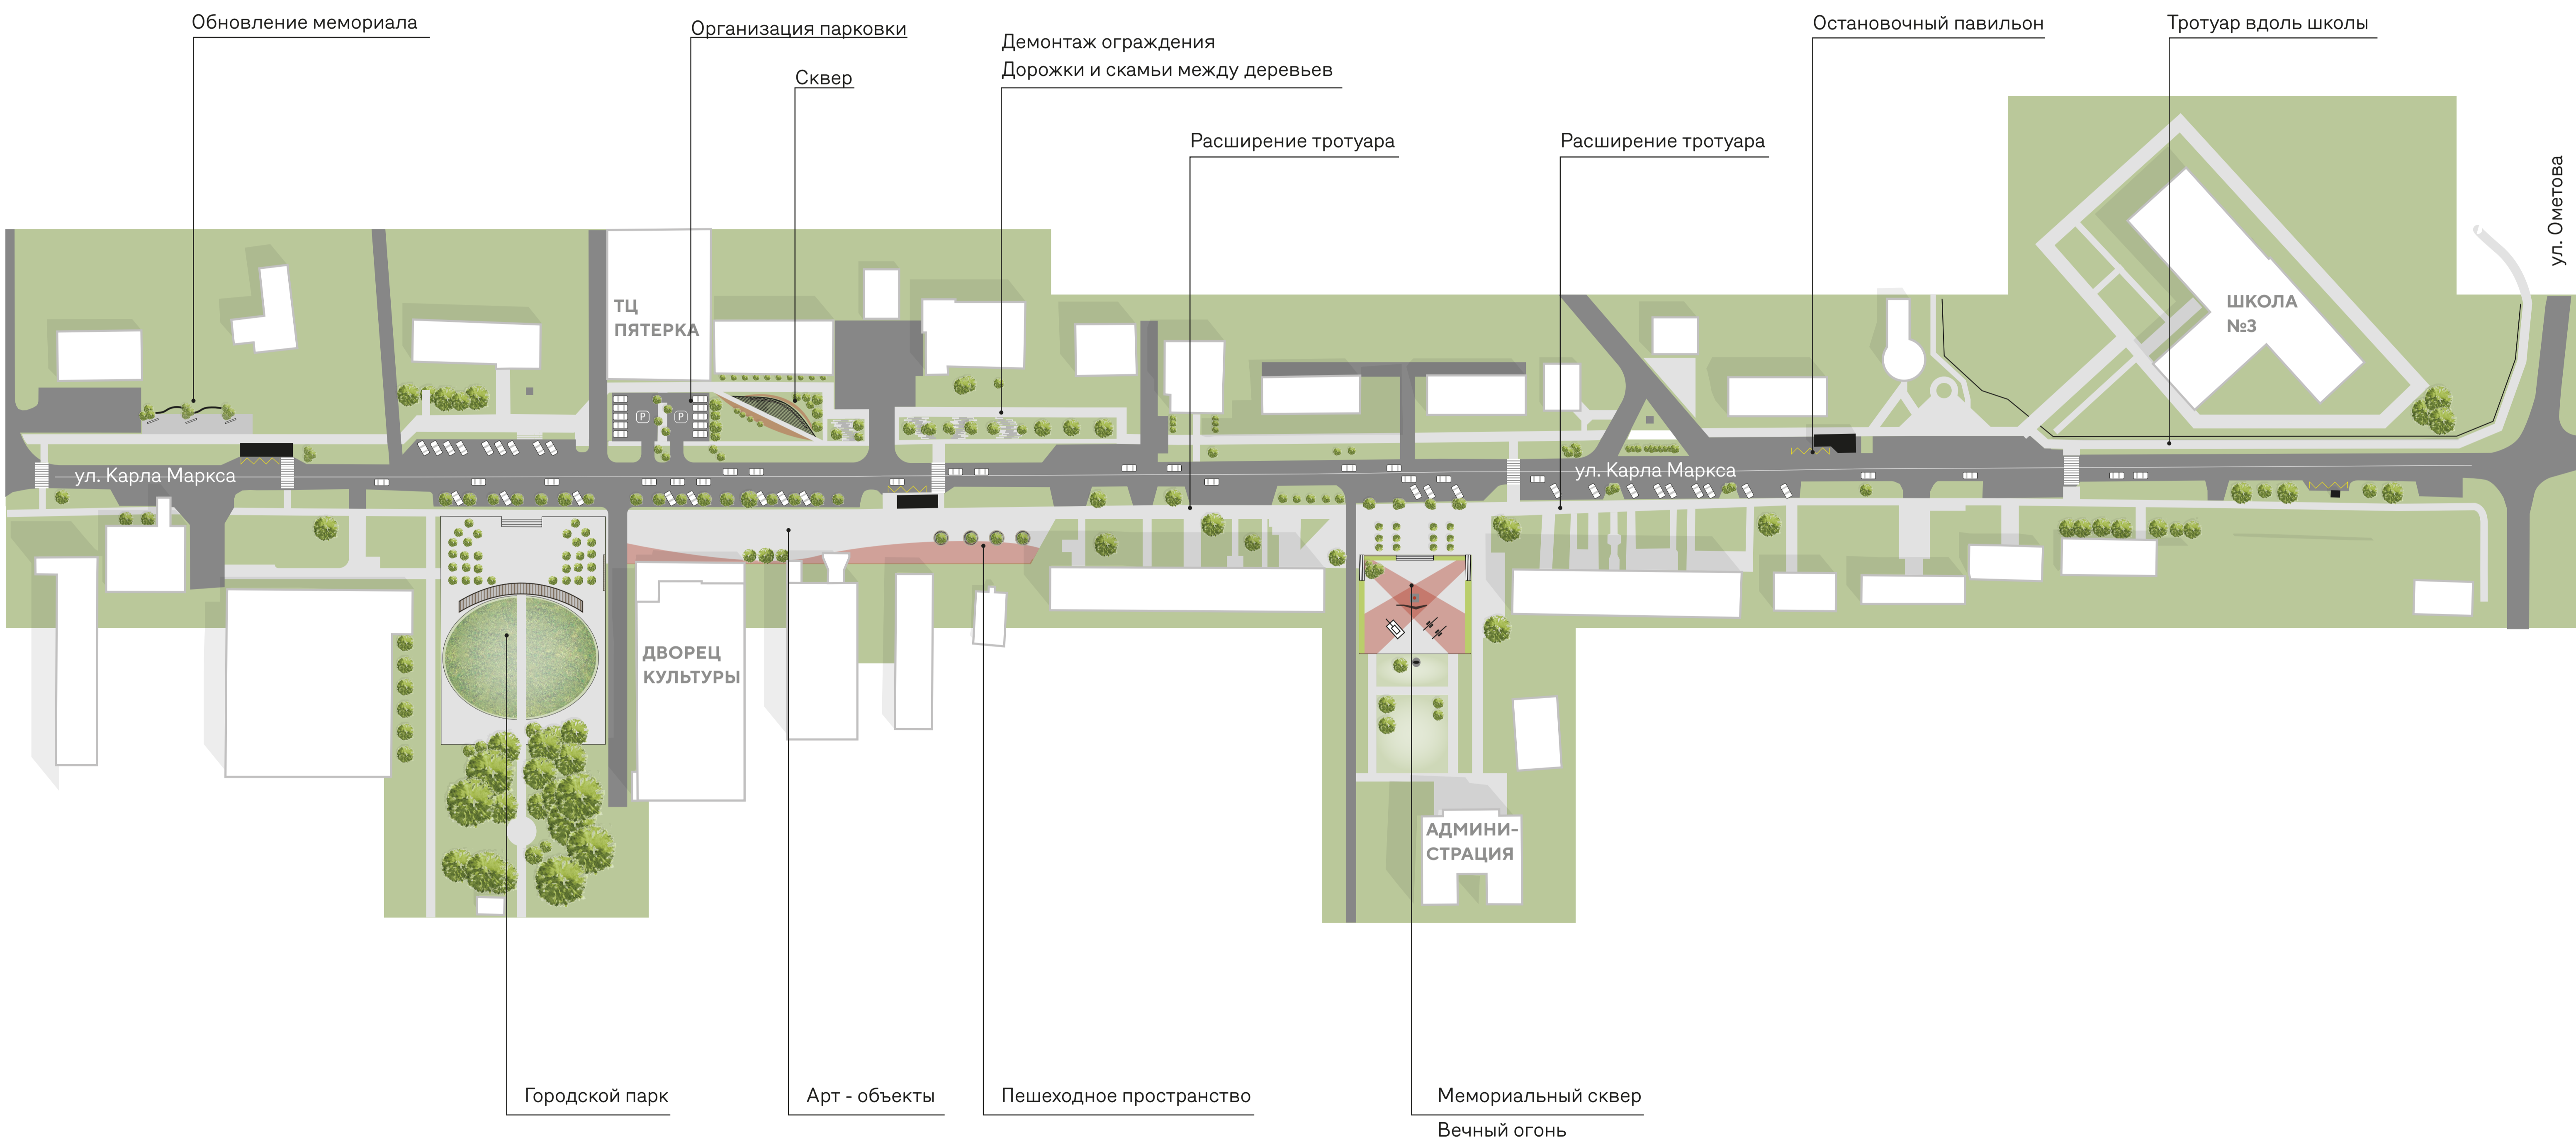 Обновление мемориала
Организация парковки
Сквер
Демонтаж ограждения
Дорожки и скамьи между деревьев
Расширение тротуара
Расширение тротуара
Остановочный павильон
Тротуар вдоль школы
ул. Ометова
ТЦ
ПЯТЕРКА
ШКОЛА
№3
P
P
ул. Карла Маркса
ул. Карла Маркса
ДВОРЕЦ
КУЛЬТУРЫ
АДМИНИ-
СТРАЦИЯ
Городской парк
Арт - объекты
Пешеходное пространство
Мемориальный сквер
Вечный огонь